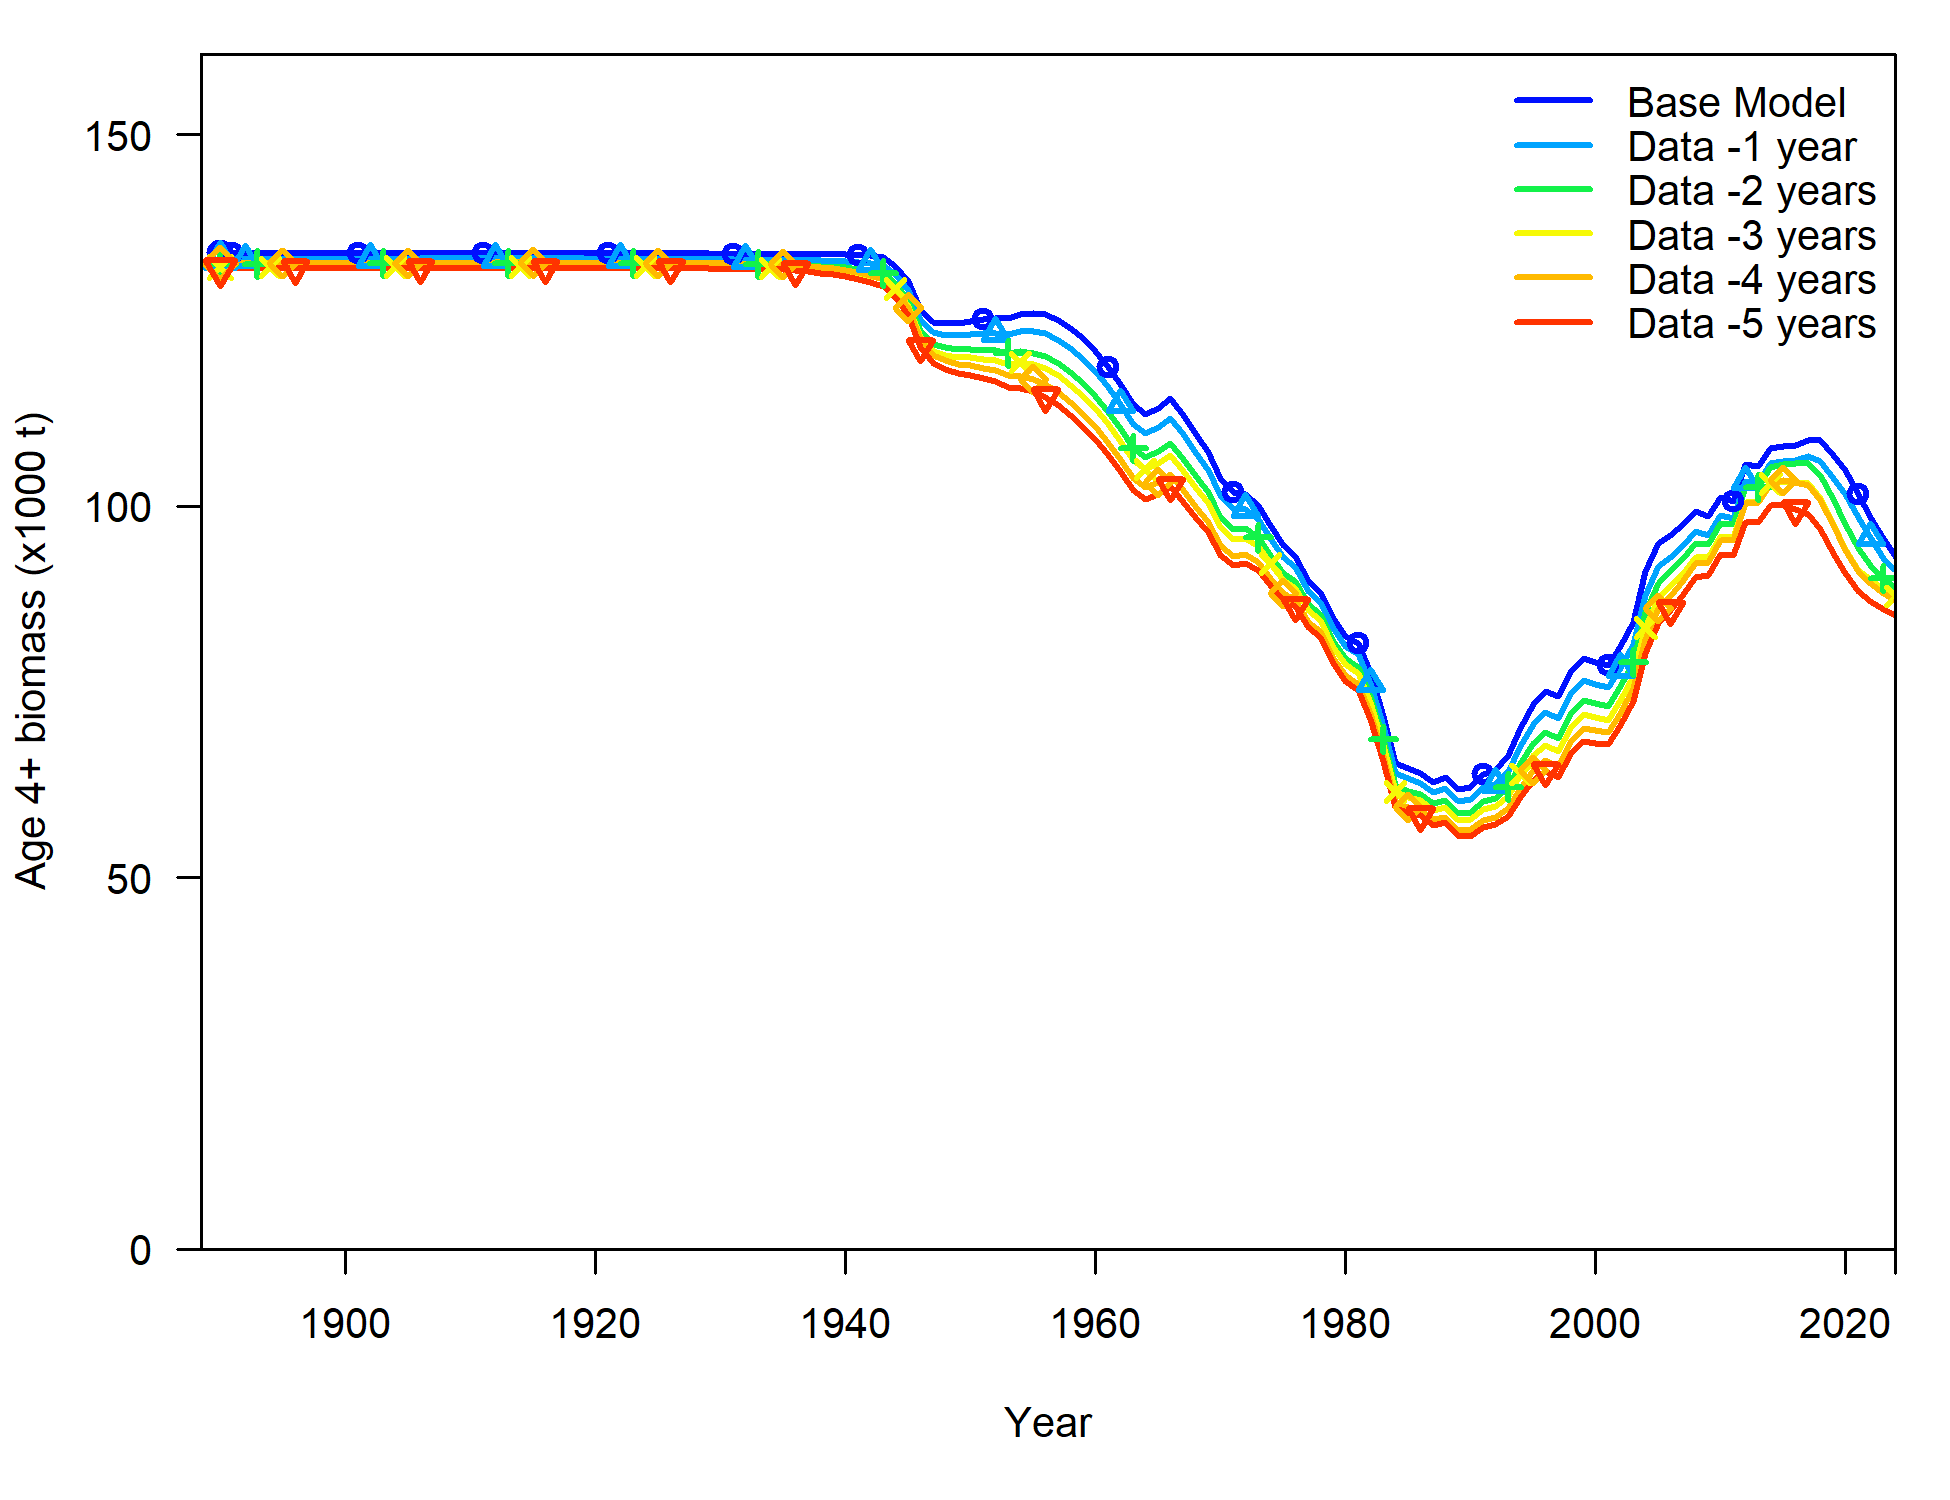 Base Model
Data -1 year
Data -2 years
Data -3 years
Data -4 years
Data -5 years
150
100
50
0
Age 4+ biomass (x1000 t)
1900 1920 1940 1960 1980 2000 2020
Year